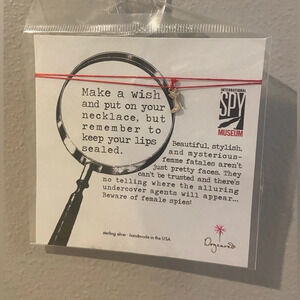 Make a wish
and put on your
necklace, but
remember to
keep your lips
sealed.
INTERNATIONAL
SPY
MUSEUM
Beautiful, stylish,
and mysterious-
femme fatales aren't
just pretty faces. They
can't be trusted and there's
no telling where the alluring
undercover agents will appear...
Beware of female spies!
sterling silver · handmade in the USA
Dogeared